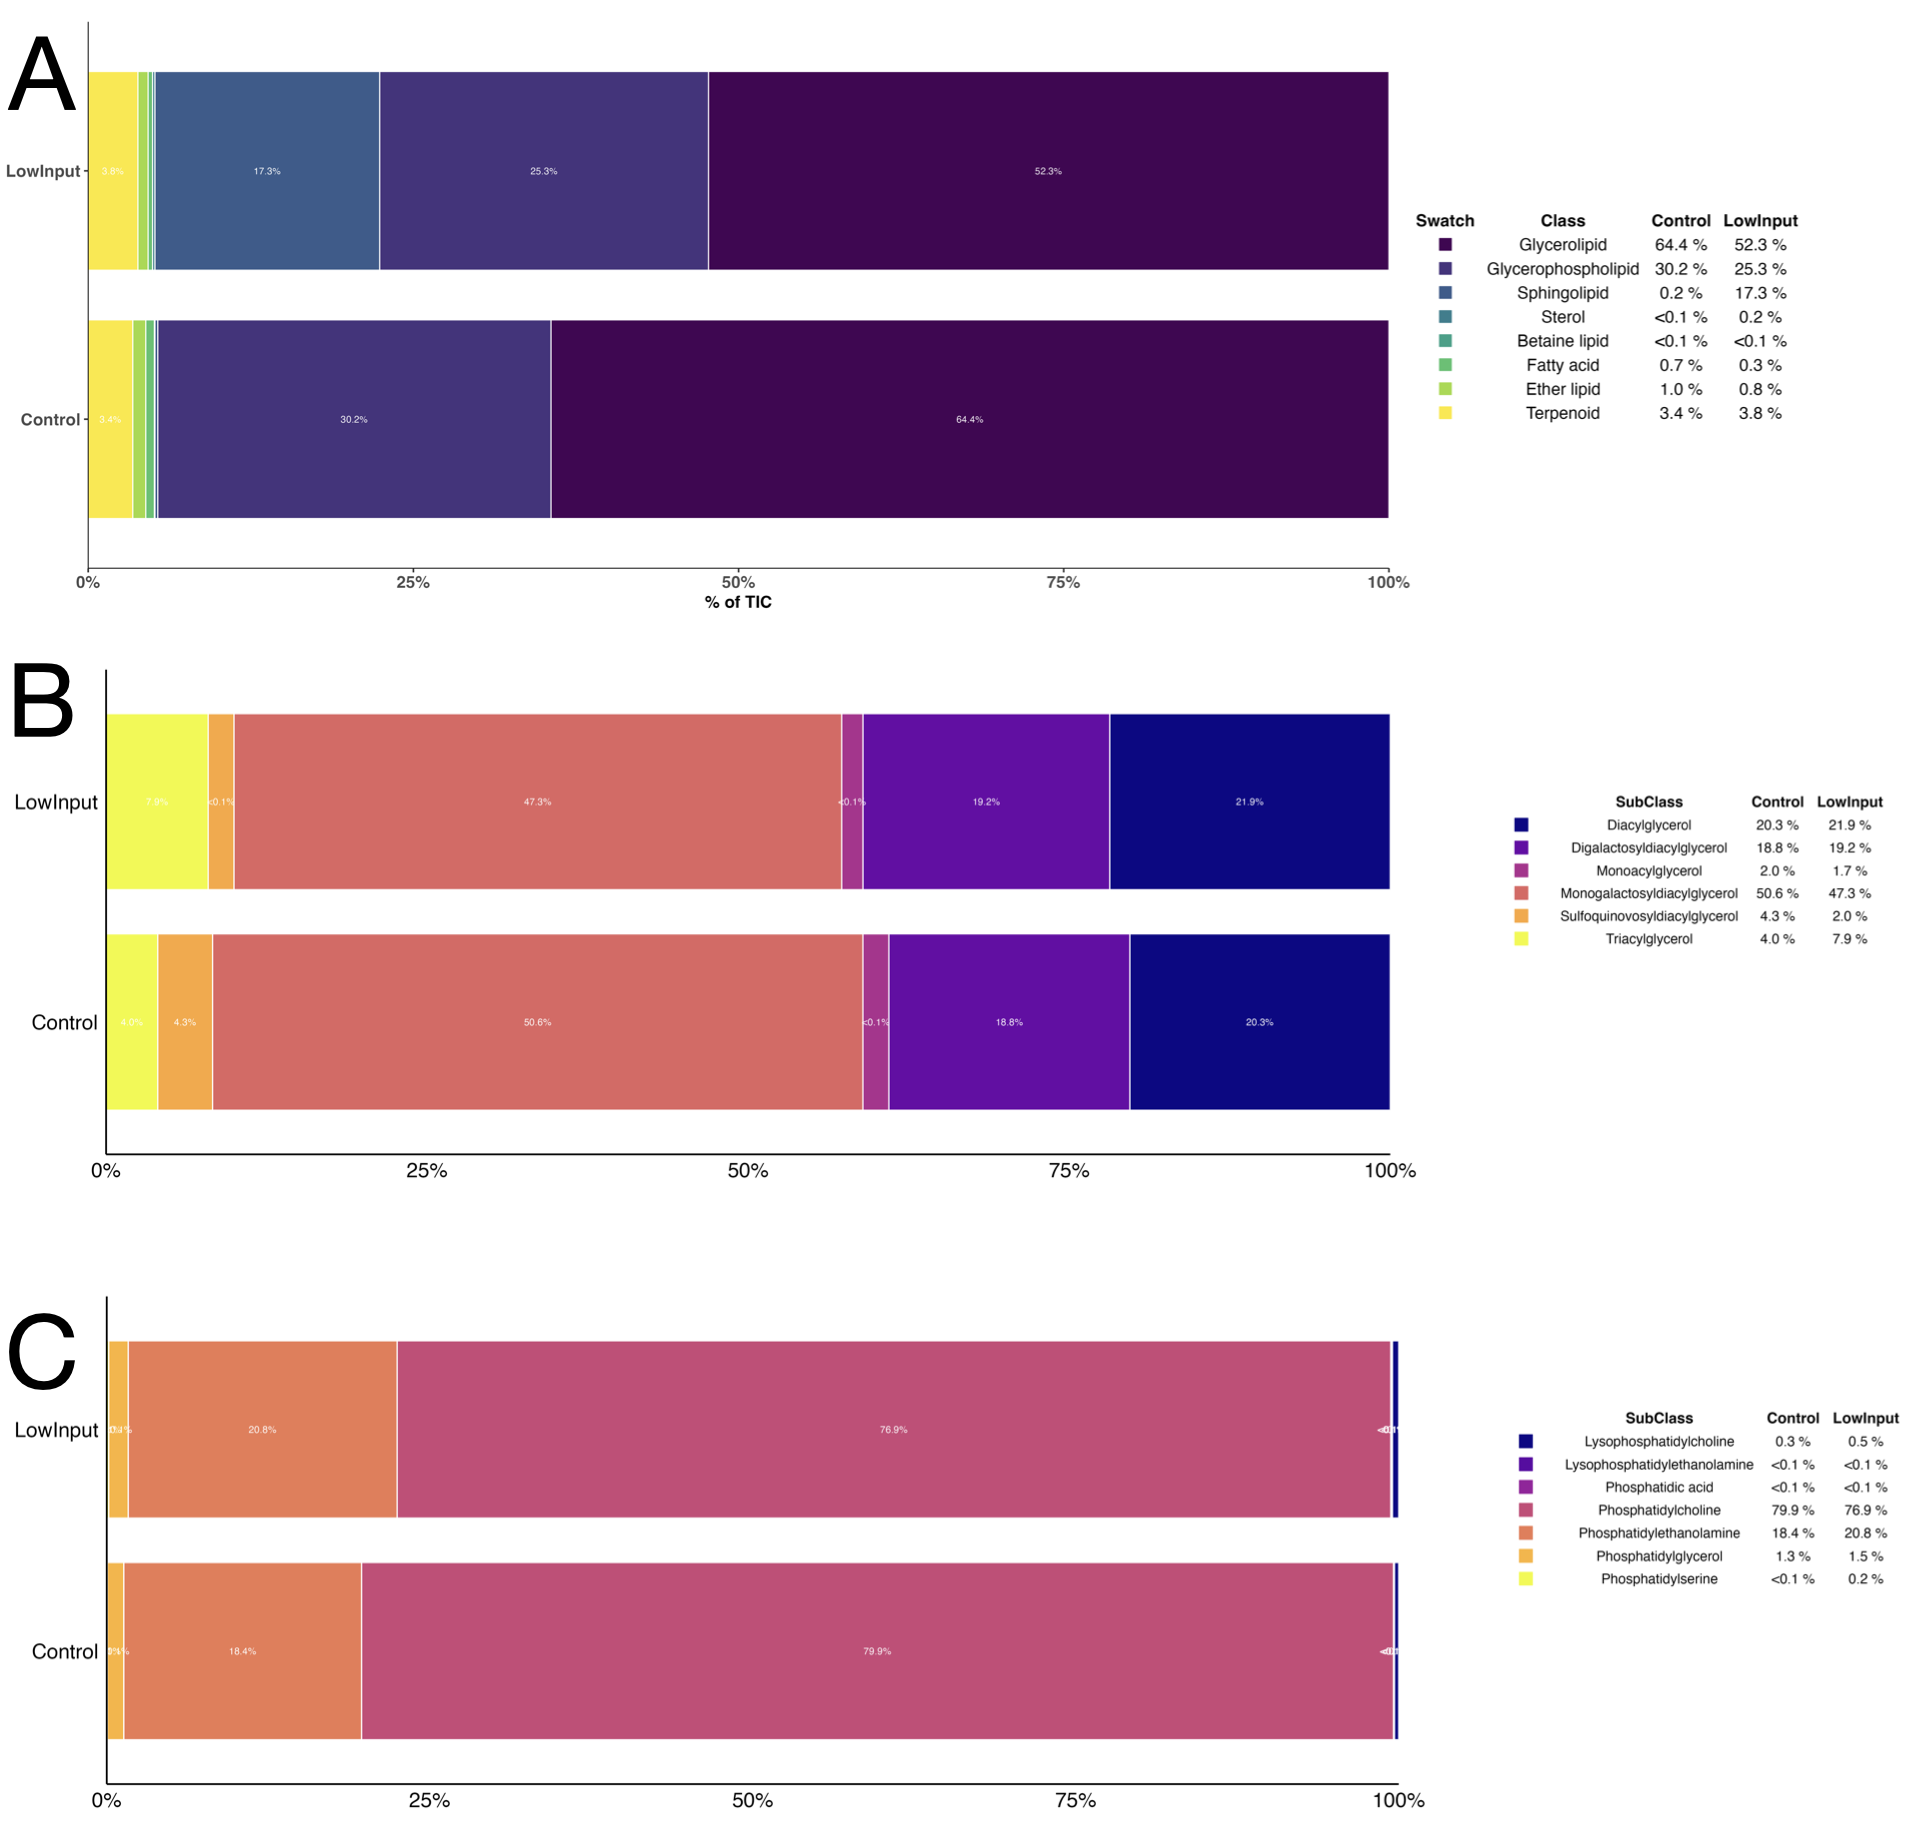 A
LowInput
3.8%
17.3%
25.3%
52.3%
Control
3.4%
30.2%
64.4%
0% 25% 50% 75% 100%
% of TIC
Swatch Class Control LowInput
Glycerolipid 64.4 % 52.3 %
Glycerophospholipid 30.2 % 25.3 %
Sphingolipid 0.2 % 17.3 %
Sterol <0.1 % 0.2 %
Betaine lipid <0.1 % <0.1 %
Fatty acid 0.7 % 0.3 %
Ether lipid 1.0 % 0.8 %
Terpenoid 3.4 % 3.8 %
B
LowInput
7.9%
<0.1%
47.3%
<0.1%
19.2%
21.9%
Control
4.0%
4.3%
50.6%
<0.1%
18.8%
20.3%
0% 25% 50% 75% 100%
SubClass Control LowInput
Diacylglycerol 20.3 % 21.9 %
Digalactosyldiacylglycerol 18.8 % 19.2 %
Monoacylglycerol 2.0 % 1.7 %
Monogalactosyldiacylglycerol 50.6 % 47.3 %
Sulfoquinovosyldiacylglycerol 4.3 % 2.0 %
Triacylglycerol 4.0 % 7.9 %
C
LowInput
20.8%
76.9%
Control
18.4%
79.9%
0% 25% 50% 75% 100%
SubClass Control LowInput
Lysophosphatidylcholine 0.3 % 0.5 %
Lysophosphatidylethanolamine <0.1 % <0.1 %
Phosphatidic acid <0.1 % <0.1 %
Phosphatidylcholine 79.9 % 76.9 %
Phosphatidylethanolamine 18.4 % 20.8 %
Phosphatidylglycerol 1.3 % 1.5 %
Phosphatidylserine <0.1 % 0.2 %